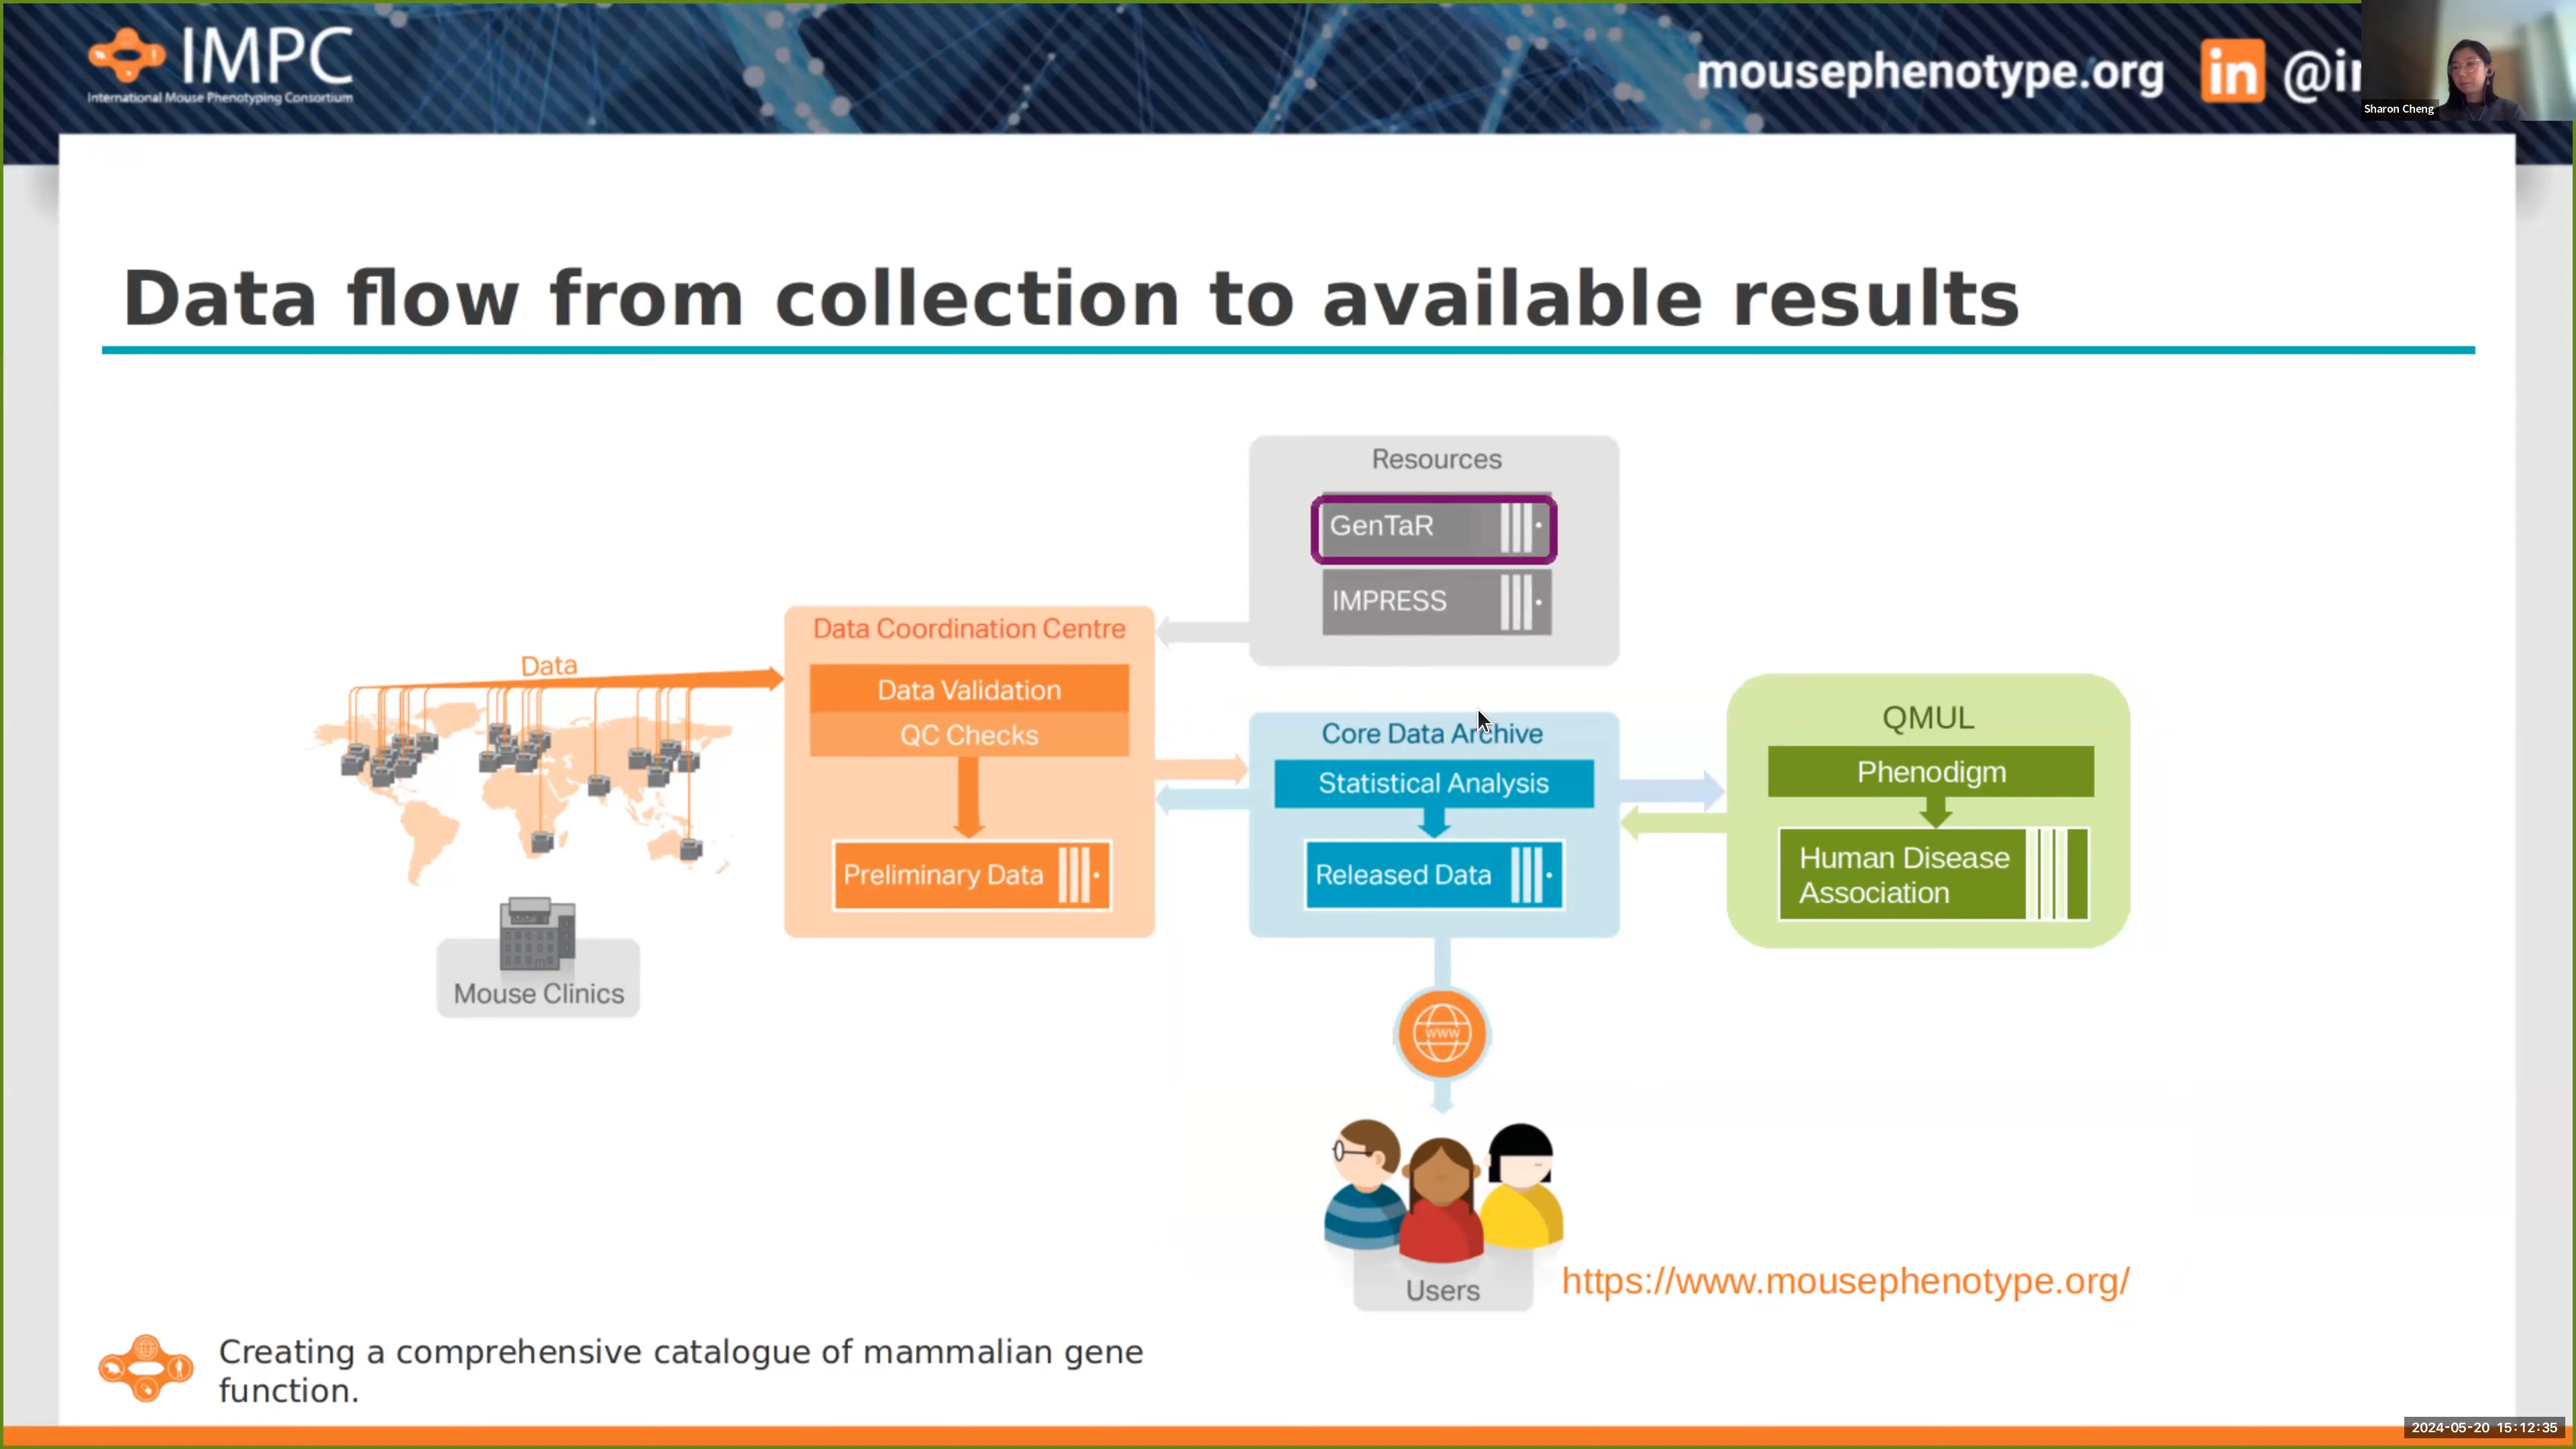 IMPC
International Mouse Phenotyping Consortium
mousephenotype.org in @i
Sharon Cheng
Data flow from collection to available results
Resources
GenTaR
IMPRESS
Data Coordination Centre
Data
Data Validation
QC Checks
Preliminary Data
Core Data Archive
Statistical Analysis
Released Data
QMUL
Phenodigm
Human Disease
Association
Mouse Clinics
www
Users
https://www.mousephenotype.org/
Creating a comprehensive catalogue of mammalian gene
function.
2024-05-20 15:12:35